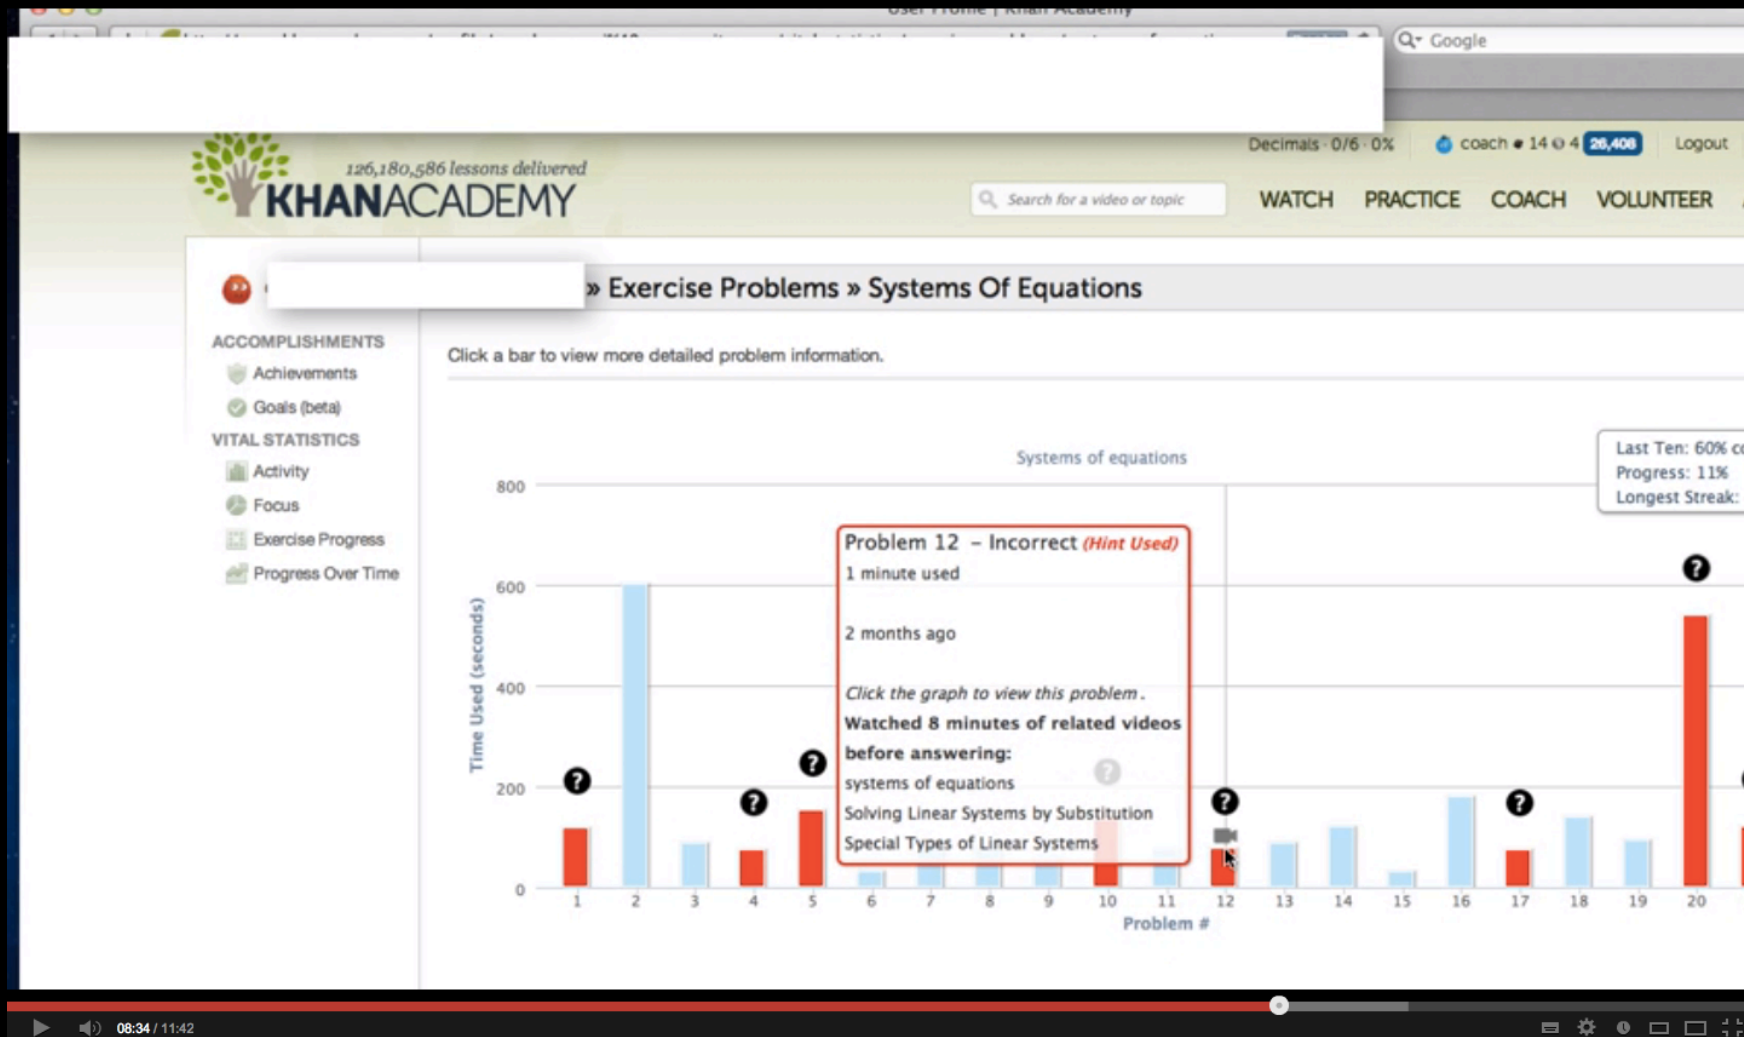 User Profile | Khan Academy
Google
Decimals · 0/6 · 0%
coach 14 4 26,408
Logout
126,180,586 lessons delivered
KHANACADEMY
Search for a video or topic
WATCH PRACTICE COACH VOLUNTEER
» Exercise Problems » Systems Of Equations
ACCOMPLISHMENTS
Achievements
Goals (beta)
VITAL STATISTICS
Activity
Focus
Exercise Progress
Progress Over Time
Click a bar to view more detailed problem information.
Systems of equations
Last Ten: 60%
Progress: 11%
Longest Streak:
800
600
400
200
0
Time Used (seconds)
Problem 12 – Incorrect (Hint Used)
1 minute used
2 months ago
Click the graph to view this problem.
Watched 8 minutes of related videos
before answering:
systems of equations
Solving Linear Systems by Substitution
Special Types of Linear Systems
? ? ? ? ? ? ?
1 2 3 4 5 6 7 8 9 10 11 12 13 14 15 16 17 18 19 20
Problem #
08:34 / 11:42